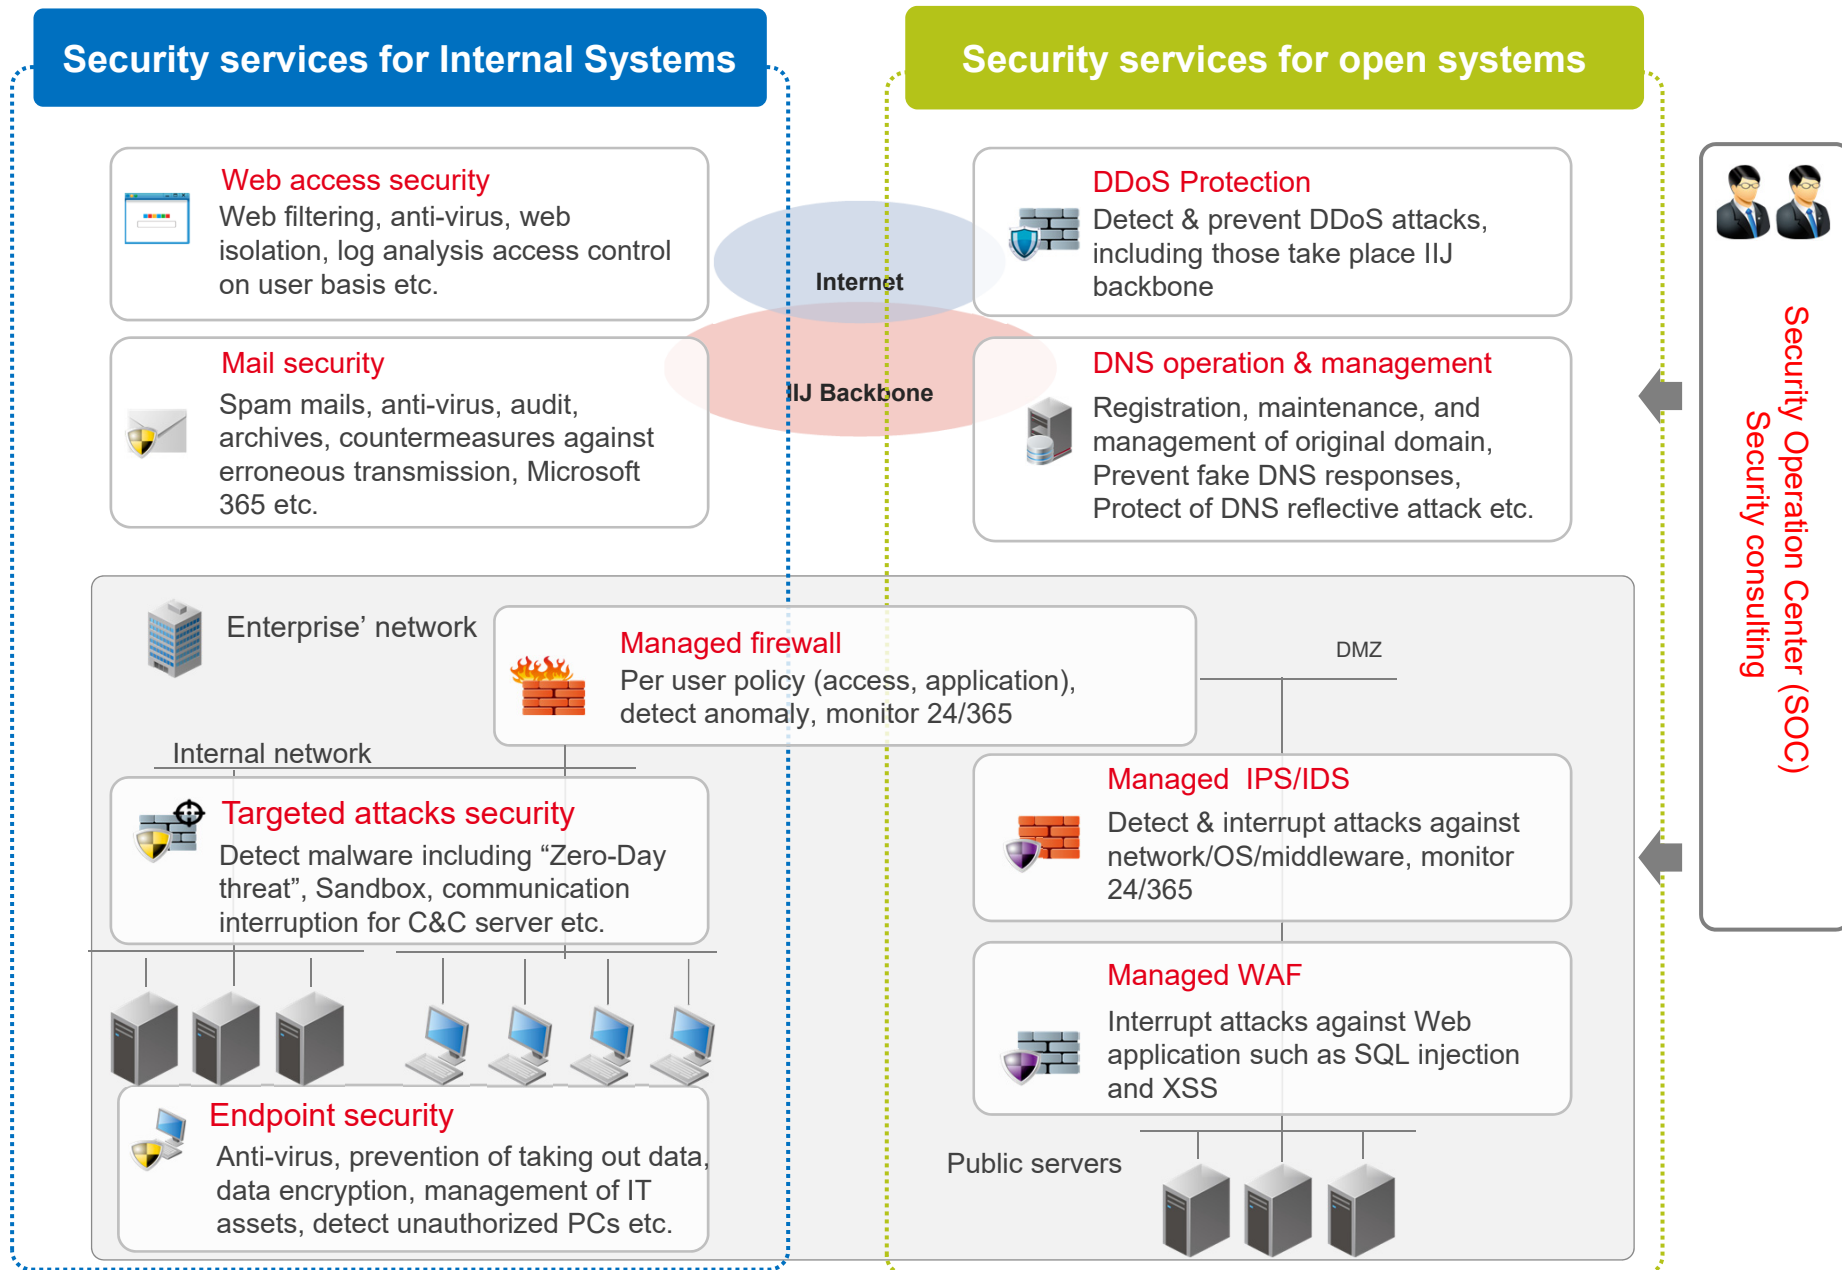 Security services for Internal Systems
Security services for open systems
Web access security
Web filtering, anti-virus, web
isolation, log analysis access control
on user basis etc.
Mail security
Spam mails, anti-virus, audit,
archives, countermeasures against
erroneous transmission, Microsoft
365 etc.
Internet
IIJ Backbone
DDoS Protection
Detect & prevent DDoS attacks,
including those take place IIJ
backbone
DNS operation & management
Registration, maintenance, and
management of original domain,
Prevent fake DNS responses,
Protect of DNS reflective attack etc.
Security Operation Center (SOC)
Security consulting
Enterprise’ network
Managed firewall
Per user policy (access, application),
detect anomaly, monitor 24/365
DMZ
Internal network
Targeted attacks security
Detect malware including “Zero-Day
threat”, Sandbox, communication
interruption for C&C server etc.
Managed  IPS/IDS
Detect & interrupt attacks against
network/OS/middleware, monitor
24/365
Managed WAF
Interrupt attacks against Web
application such as SQL injection
and XSS
Endpoint security
Anti-virus, prevention of taking out data,
data encryption, management of IT
assets, detect unauthorized PCs etc.
Public servers